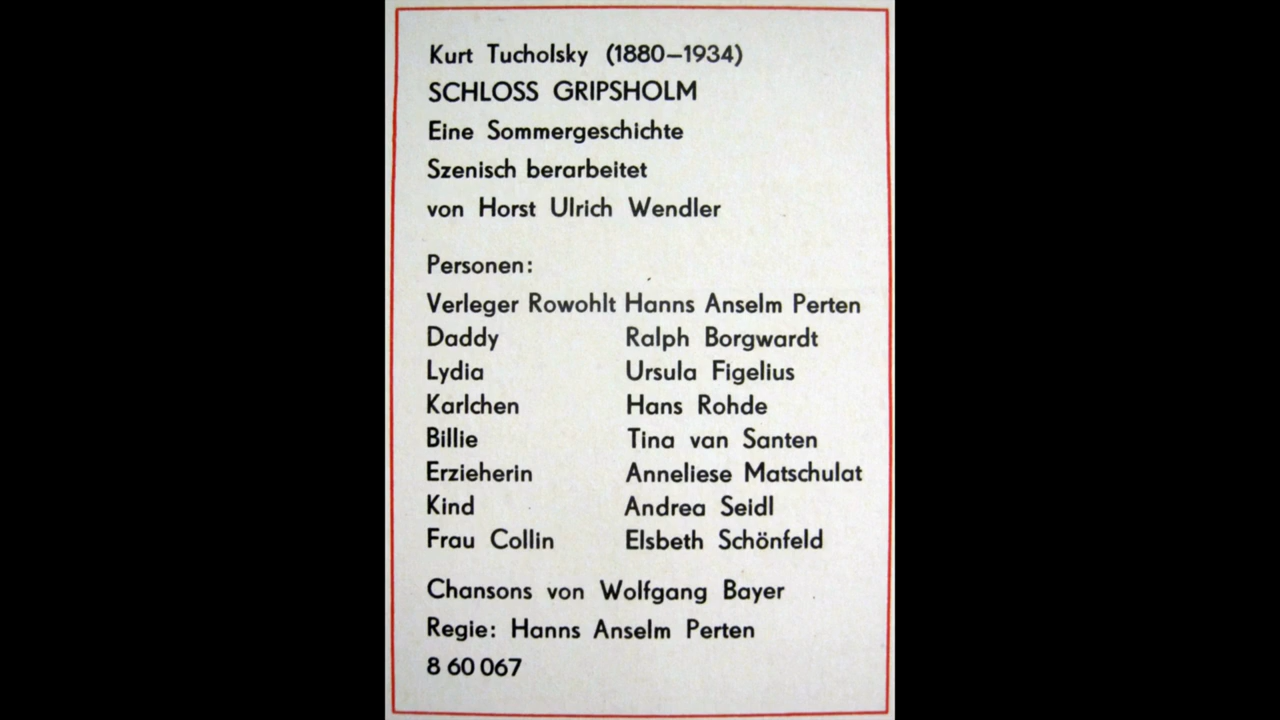 Kurt Tucholsky (1880–1934)
SCHLOSS GRIPSHOLM
Eine Sommergeschichte
Szenisch berarbeitet
von Horst Ulrich Wendler
Personen:
Verleger Rowohlt Hanns Anselm Perten
Daddy Ralph Borgwardt
Lydia Ursula Figelius
Karlchen Hans Rohde
Billie Tina van Santen
Erzieherin Anneliese Matschulat
Kind Andrea Seidl
Frau Collin Elsbeth Schönfeld
Chansons von Wolfgang Bayer
Regie: Hanns Anselm Perten
8 60 067